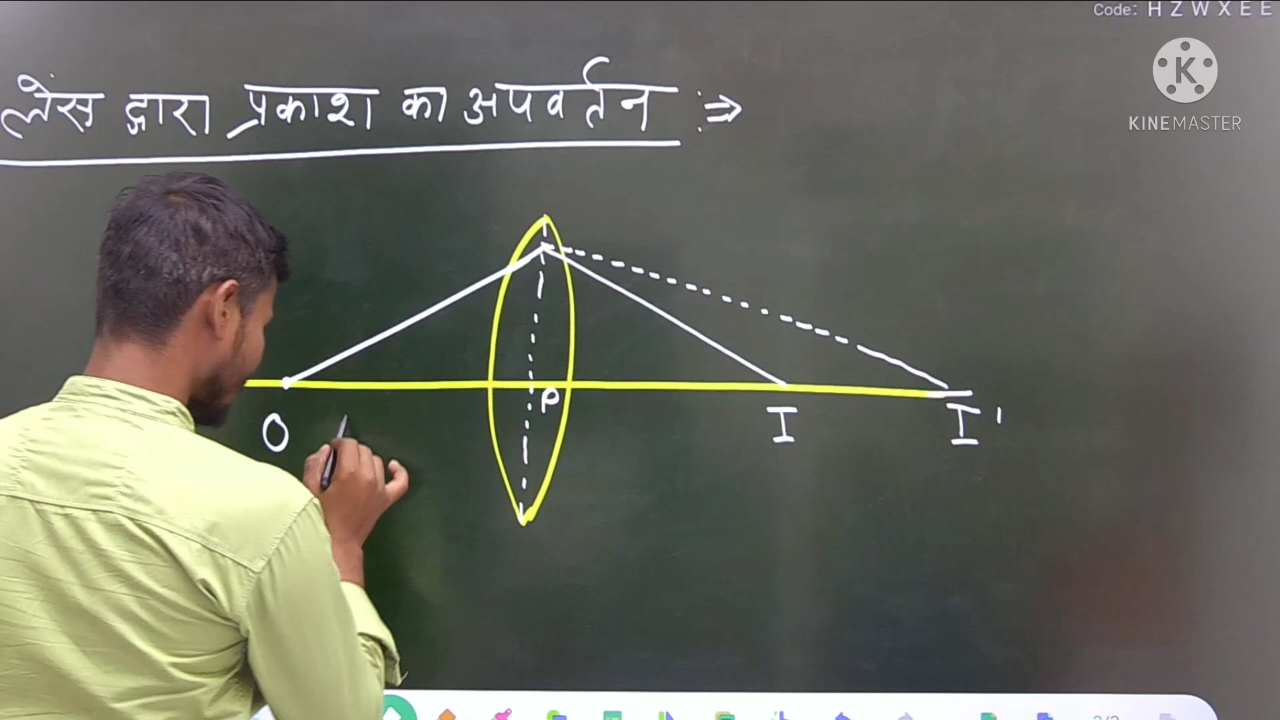 Code: H Z W X E E
KINEMASTER
लेंस द्वारा प्रकाश का अपवर्तन :⇒
O
P
I
I'